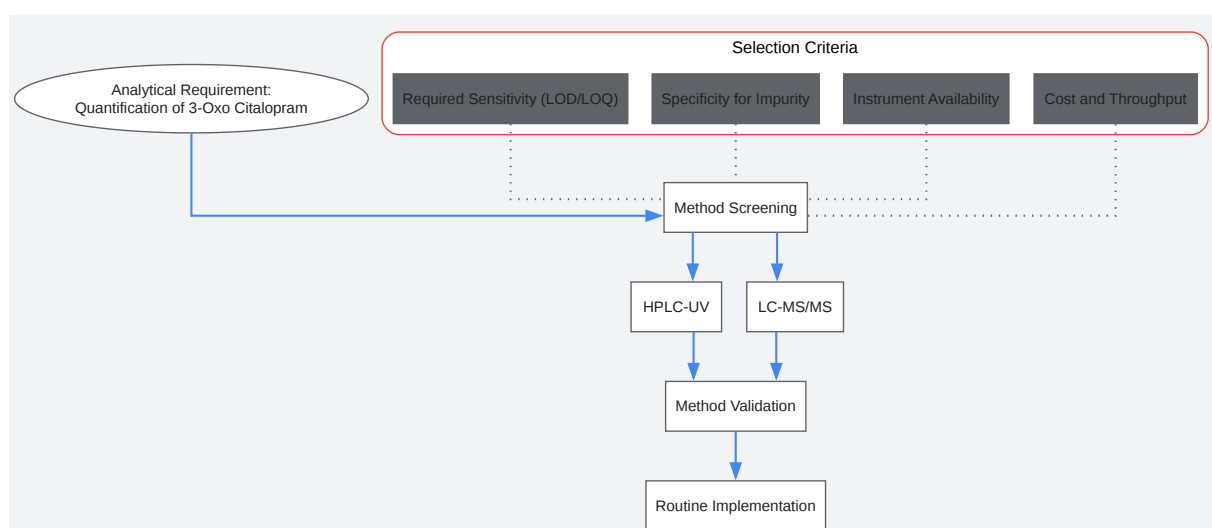 Selection Criteria
Analytical Requirement:
Quantification of 3-Oxo Citalopram
Required Sensitivity (LOD/LOQ)
Specificity for Impurity
Instrument Availability
Cost and Throughput
Method Screening
HPLC-UV
LC-MS/MS
Method Validation
Routine Implementation